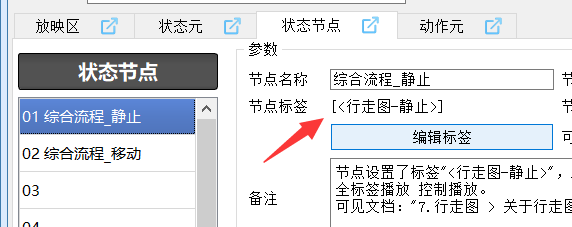 放映区 状态元 状态节点 动作元
状态节点
01 综合流程_静止
02 综合流程_移动
03
04
参数
节点名称 综合流程_静止 节
节点标签 [<行走图-静止>] 节
编辑标签 可
备注
节点设置了标签"<行走图-静止>",
全标签播放 控制播放。
可见文档："7.行走图 > 关于行走图